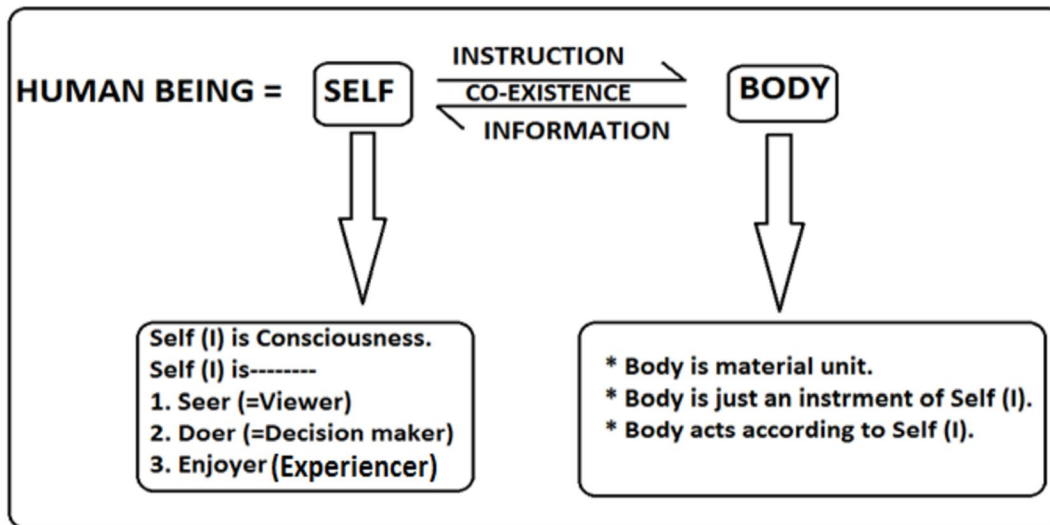 INSTRUCTION
HUMAN BEING = SELF CO-EXISTENCE BODY
INFORMATION
Self (I) is Consciousness.
Self (I) is--------
1. Seer (=Viewer)
2. Doer (=Decision maker)
3. Enjoyer (Experiencer)
* Body is material unit.
* Body is just an instrment of Self (I).
* Body acts according to Self (I).